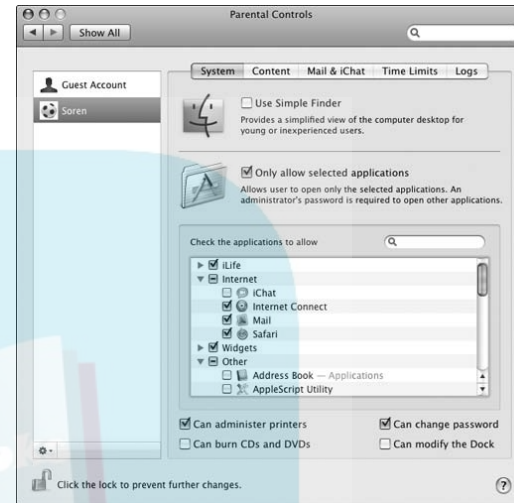 Parental Controls
Show All
System Content Mail & iChat Time Limits Logs
Guest Account
Soren
Use Simple Finder
Provides a simplified view of the computer desktop for
young or inexperienced users.
Only allow selected applications
Allows user to open only the selected applications. An
administrator's password is required to open other applications.
Check the applications to allow
iLife
Internet
iChat
Internet Connect
Mail
Safari
Widgets
Other
Address Book — Applications
AppleScript Utility
Can administer printers Can change password
Can burn CDs and DVDs Can modify the Dock
Click the lock to prevent further changes.
?